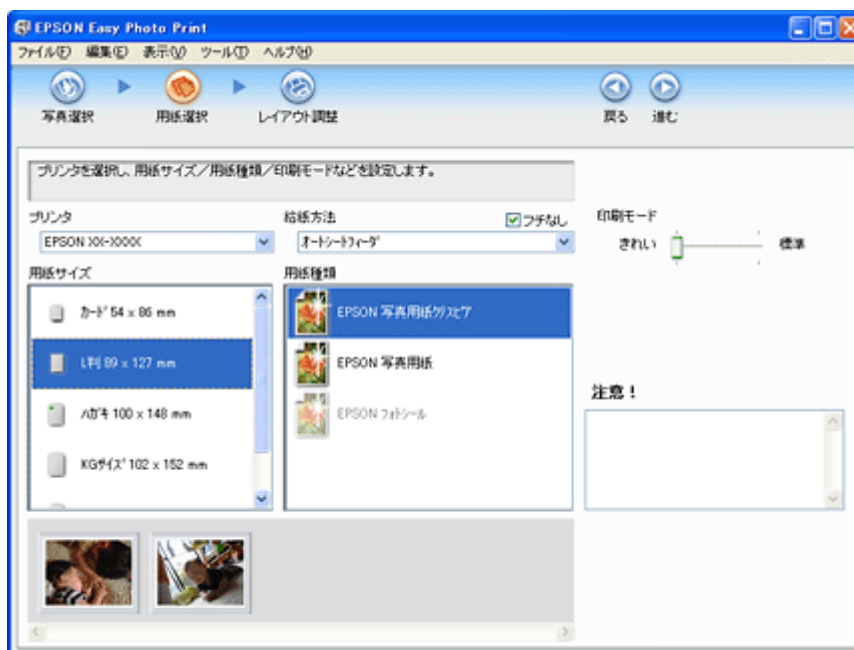 EPSON Easy Photo Print
ファイル(F) 編集(E) 表示(V) ツール(T) ヘルプ(H)
写真選択 用紙選択 レイアウト調整 戻る 進む
プリンタを選択し、用紙サイズ/用紙種類/印刷モードなどを設定します。
プリンタ 給紙方法 フチなし 印刷モード
EPSON XX-XXXX オートシートフィーダ きれい 標準
用紙サイズ 用紙種類
カード 54 x 86 mm
EPSON 写真用紙クリスピア
L判 89 x 127 mm
EPSON 写真用紙
注意!
ハガキ 100 x 148 mm
EPSON フォトシール
KGサイズ 102 x 152 mm